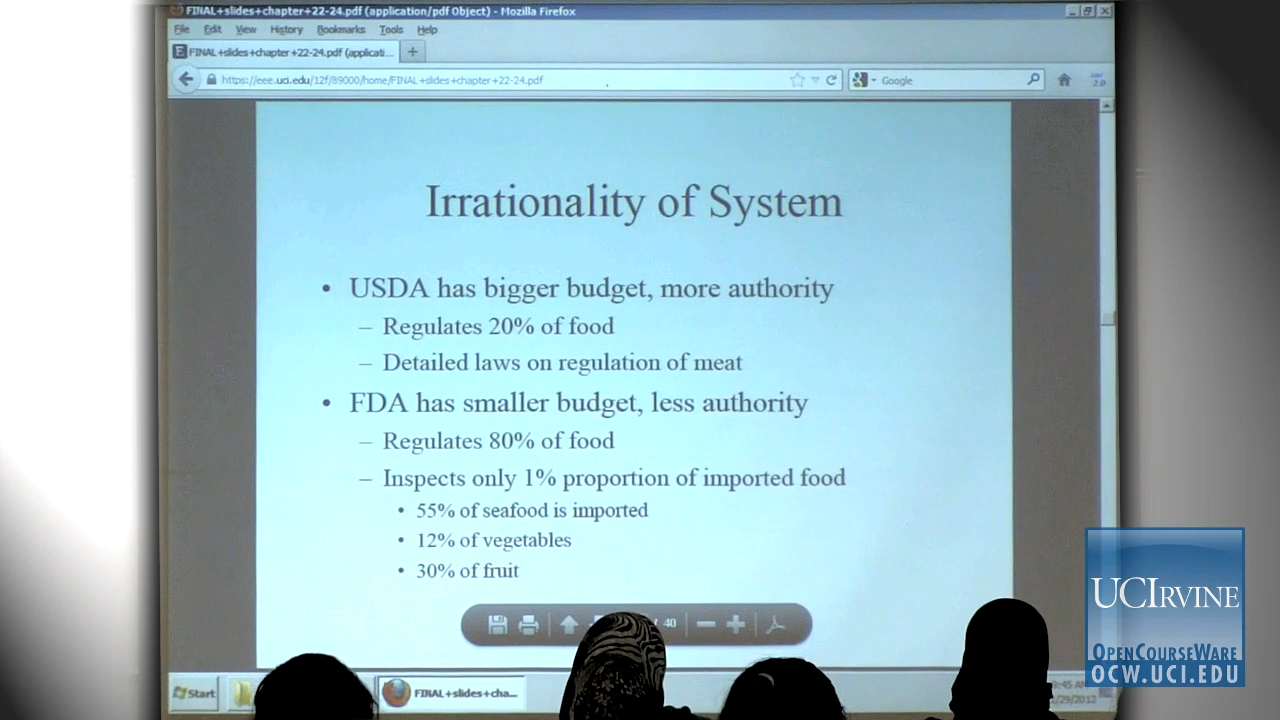 FINAL+slides+chapter+22-24.pdf (application/pdf Object) - Mozilla Firefox
File Edit View History Bookmarks Tools Help
FINAL+slides+chapter+22-24.pdf (applicati... +
https://eee.uci.edu/12f/89000/home/FINAL+slides+chapter+22-24.pdf Google
Irrationality of System
• USDA has bigger budget, more authority
– Regulates 20% of food
– Detailed laws on regulation of meat
• FDA has smaller budget, less authority
– Regulates 80% of food
– Inspects only 1% proportion of imported food
• 55% of seafood is imported
• 12% of vegetables
• 30% of fruit
/ 40
Start FINAL+slides+cha...
UCIRVINE
OPENCOURSEWARE
OCW.UCI.EDU